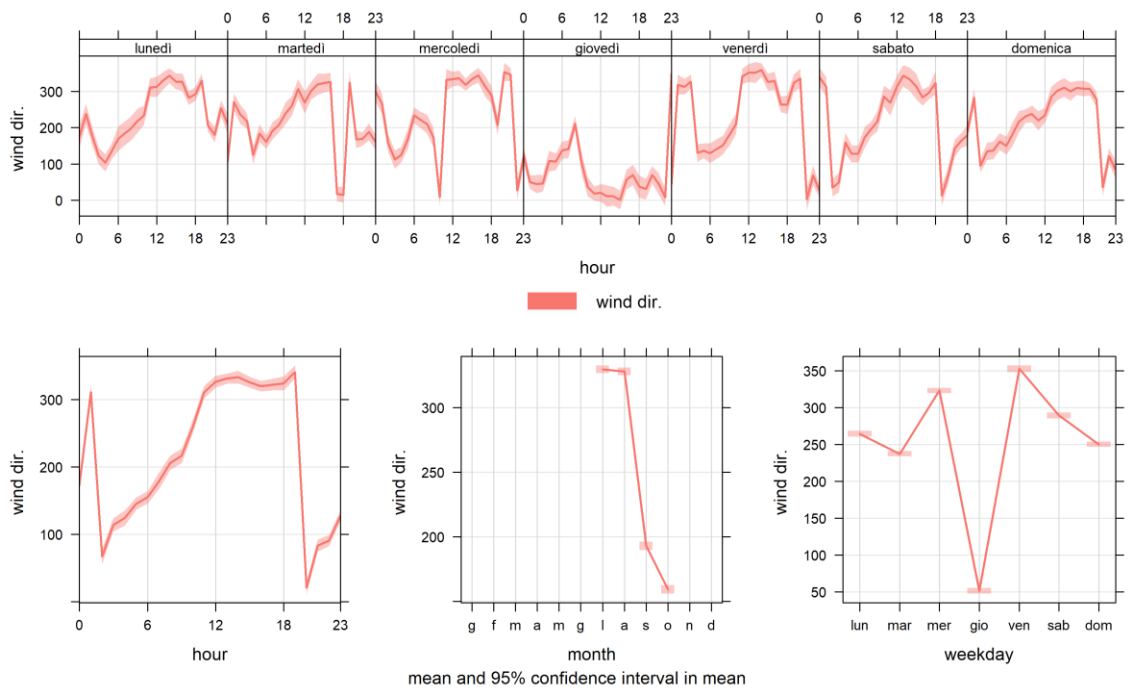 0 6 12 18 23 0 6 12 18 23 0 6 12 18 23
lunedì martedì mercoledì giovedì venerdì sabato domenica
300
200
100
0
wind dir.
0 6 12 18 23 0 6 12 18 23 0 6 12 18 23 0 6 12 18 23
hour
wind dir.
300
200
100
wind dir.
0 6 12 18 23
hour
300
250
200
wind dir.
g f m a m g l a s o n d
month
350
300
250
200
150
100
50
wind dir.
lun mar mer gio ven sab dom
weekday
mean and 95% confidence interval in mean